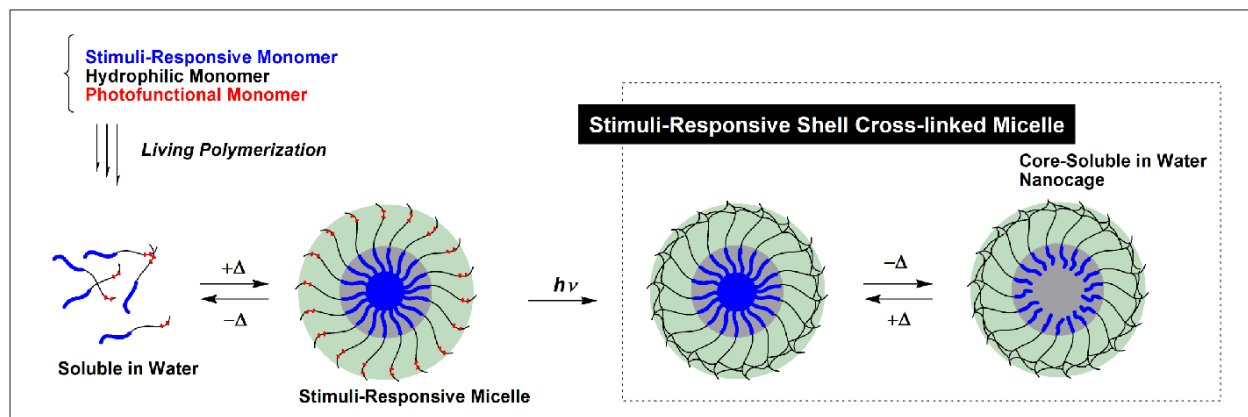 Stimuli-Responsive Monomer
Hydrophilic Monomer
Photofunctional Monomer
Living Polymerization
Soluble in Water
+Δ
−Δ
Stimuli-Responsive Micelle
hν
Stimuli-Responsive Shell Cross-linked Micelle
Core-Soluble in Water
Nanocage
−Δ
+Δ